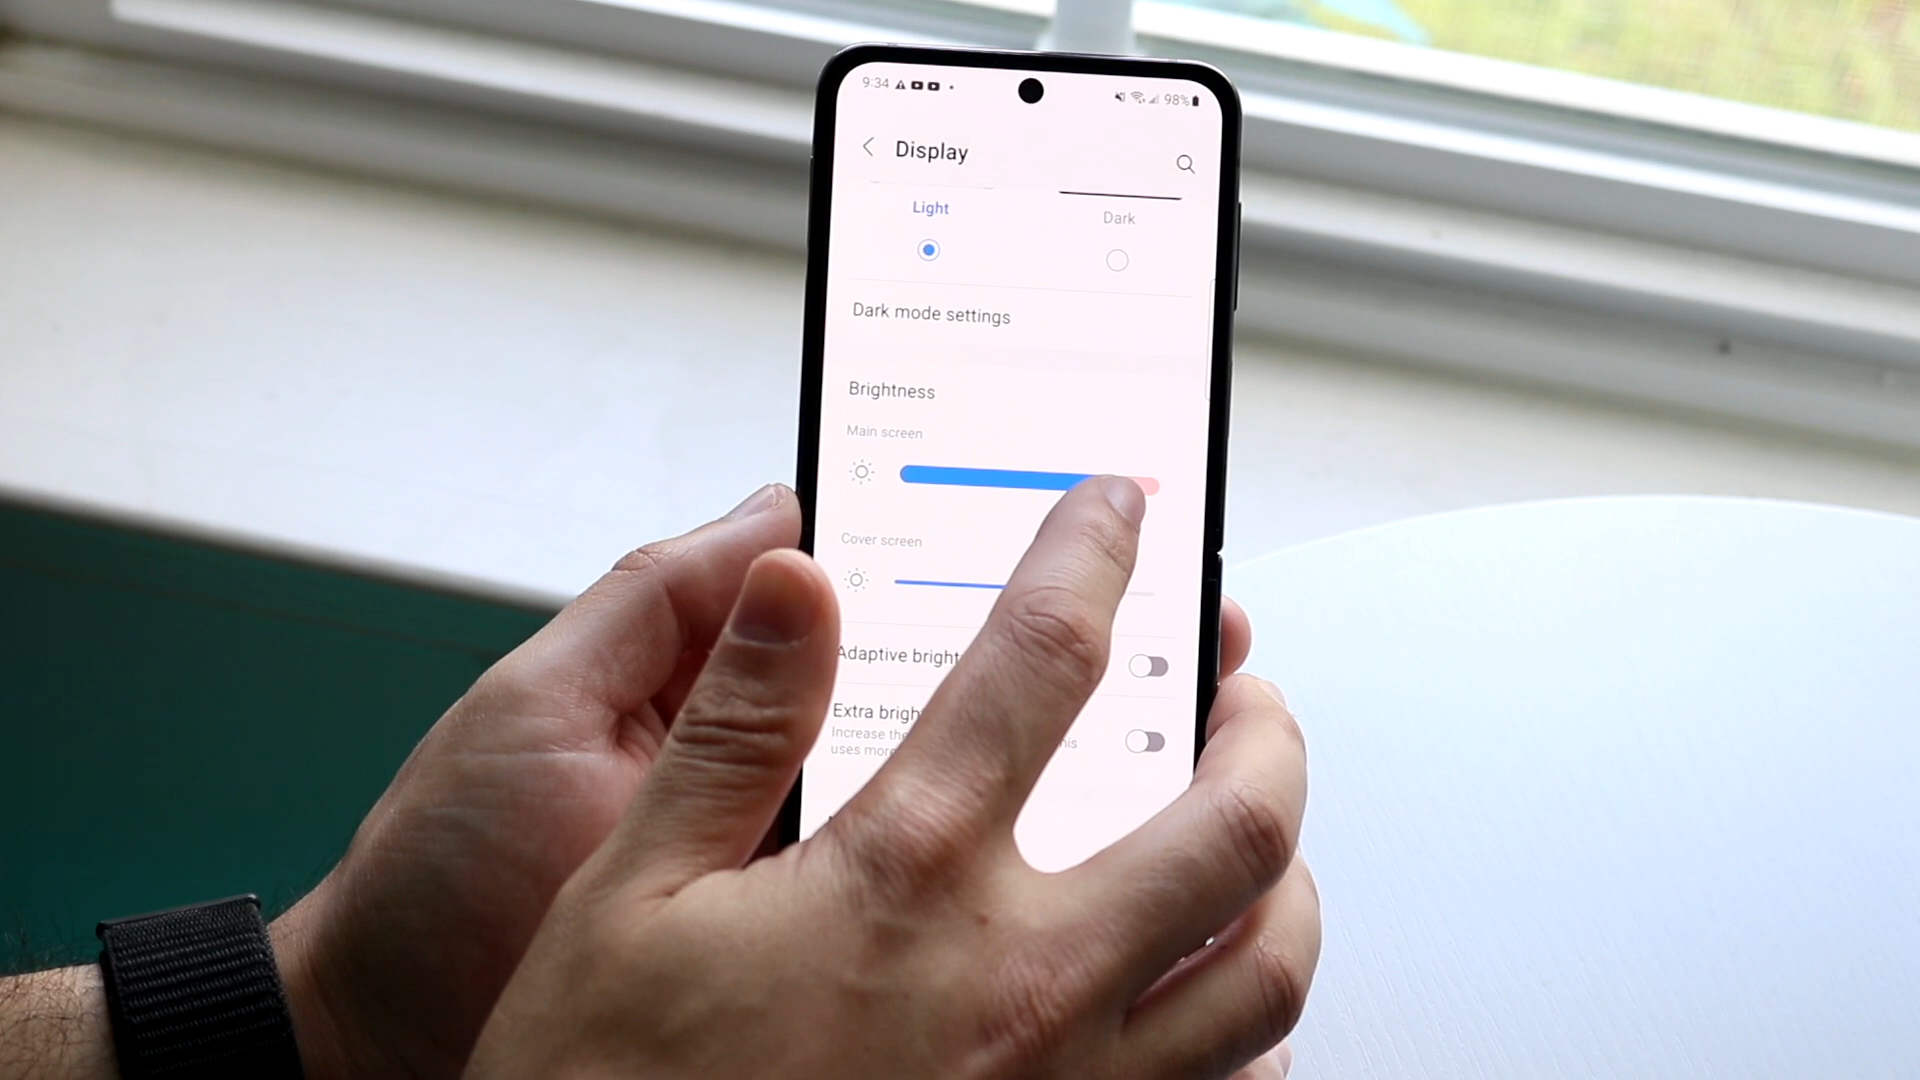 9:34
98%
Display
Light
Dark
Dark mode settings
Brightness
Main screen
Cover screen
Adaptive bright
Extra brigh
Increase the
his
uses more